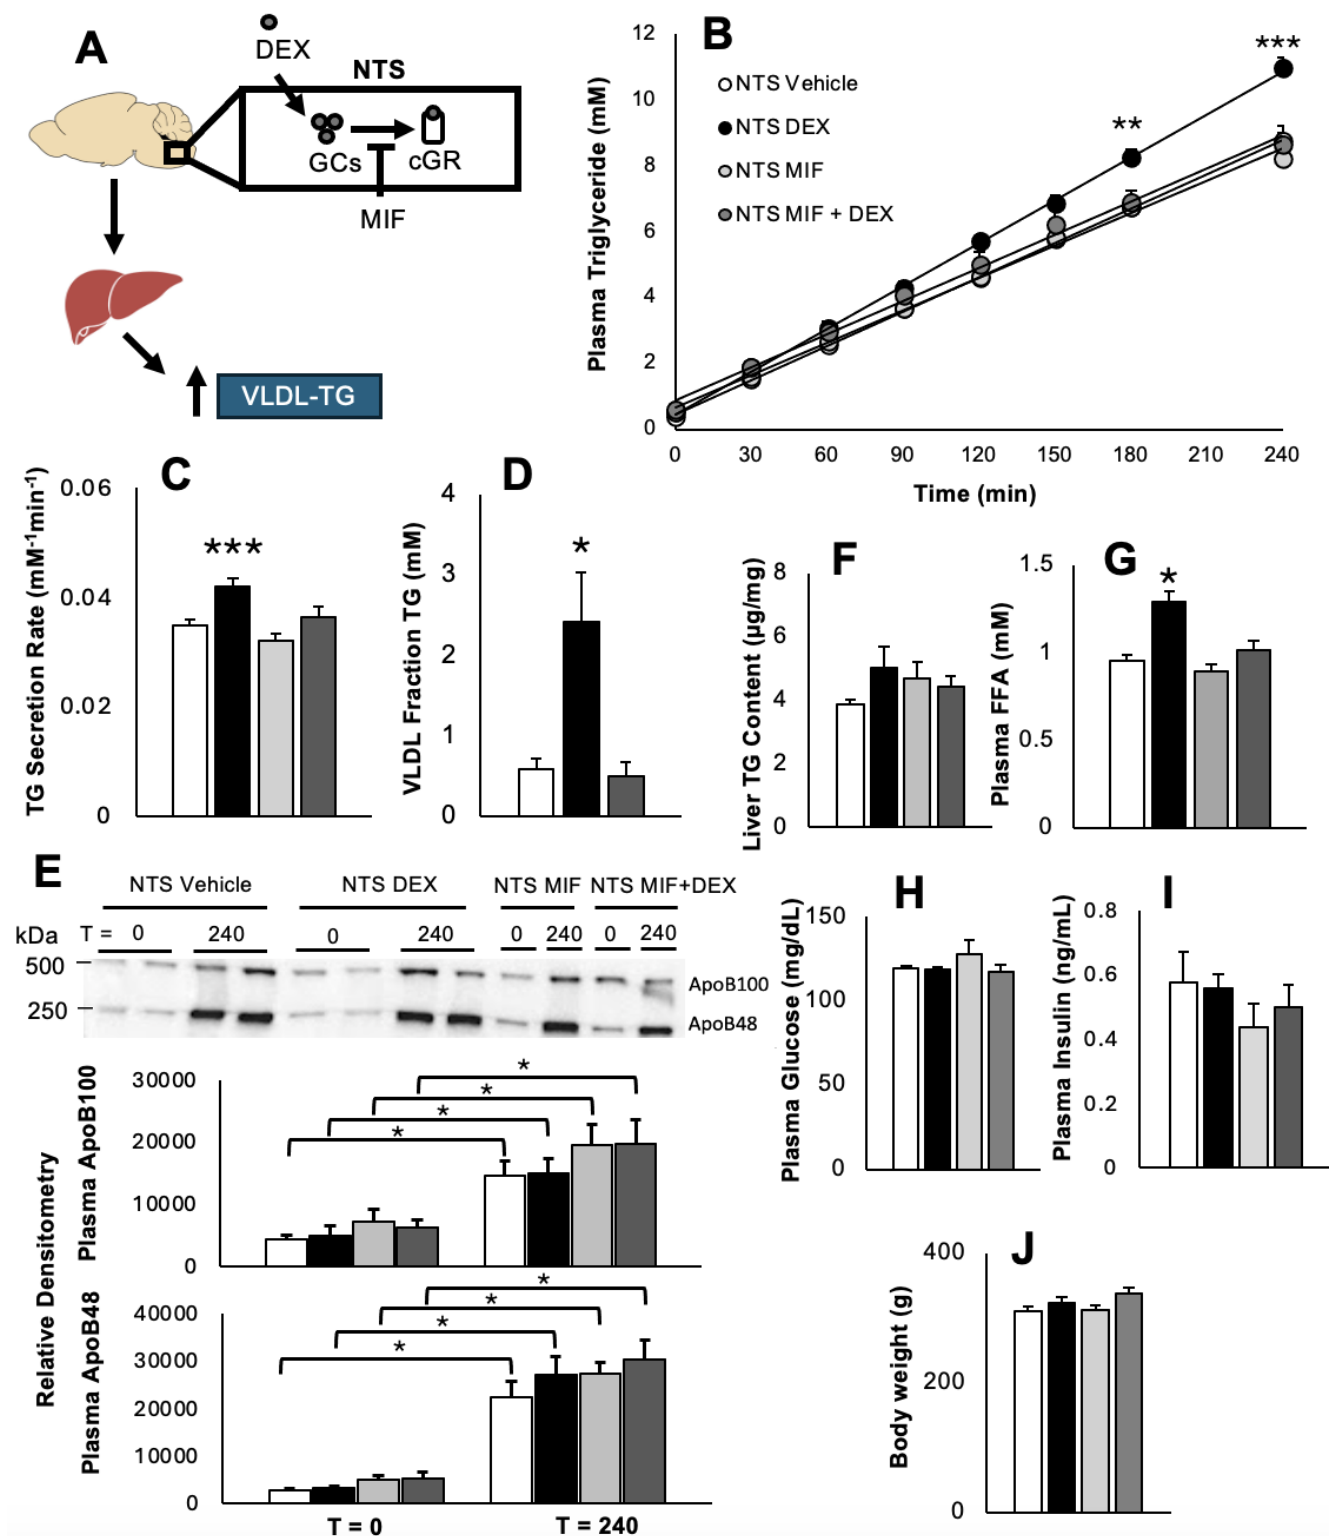 A
DEX
NTS
GCs
cGR
MIF
VLDL-TG
B
Plasma Triglyceride (mM)
12
10
8
6
4
2
0
NTS Vehicle
NTS DEX
NTS MIF
NTS MIF + DEX
**
***
0 30 60 90 120 150 180 210 240
Time (min)
C
TG Secretion Rate (mM⁻¹min⁻¹)
0.06
0.04
0.02
0
***
D
VLDL Fraction TG (mM)
4
3
2
1
0
*
F
Liver TG Content (µg/mg)
8
6
4
2
0
G
Plasma FFA (mM)
1.5
1
0.5
0
*
E
NTS Vehicle NTS DEX NTS MIF NTS MIF+DEX
kDa T = 0 240 0 240 0 240 0 240
500
250
ApoB100
ApoB48
Relative Densitometry
Plasma ApoB100
30000
20000
10000
0
*
*
*
*
Plasma ApoB48
40000
30000
20000
10000
0
*
*
*
*
T = 0 T = 240
H
Plasma Glucose (mg/dL)
150
100
50
0
I
Plasma Insulin (ng/mL)
0.8
0.6
0.4
0.2
0
J
Body weight (g)
400
200
0